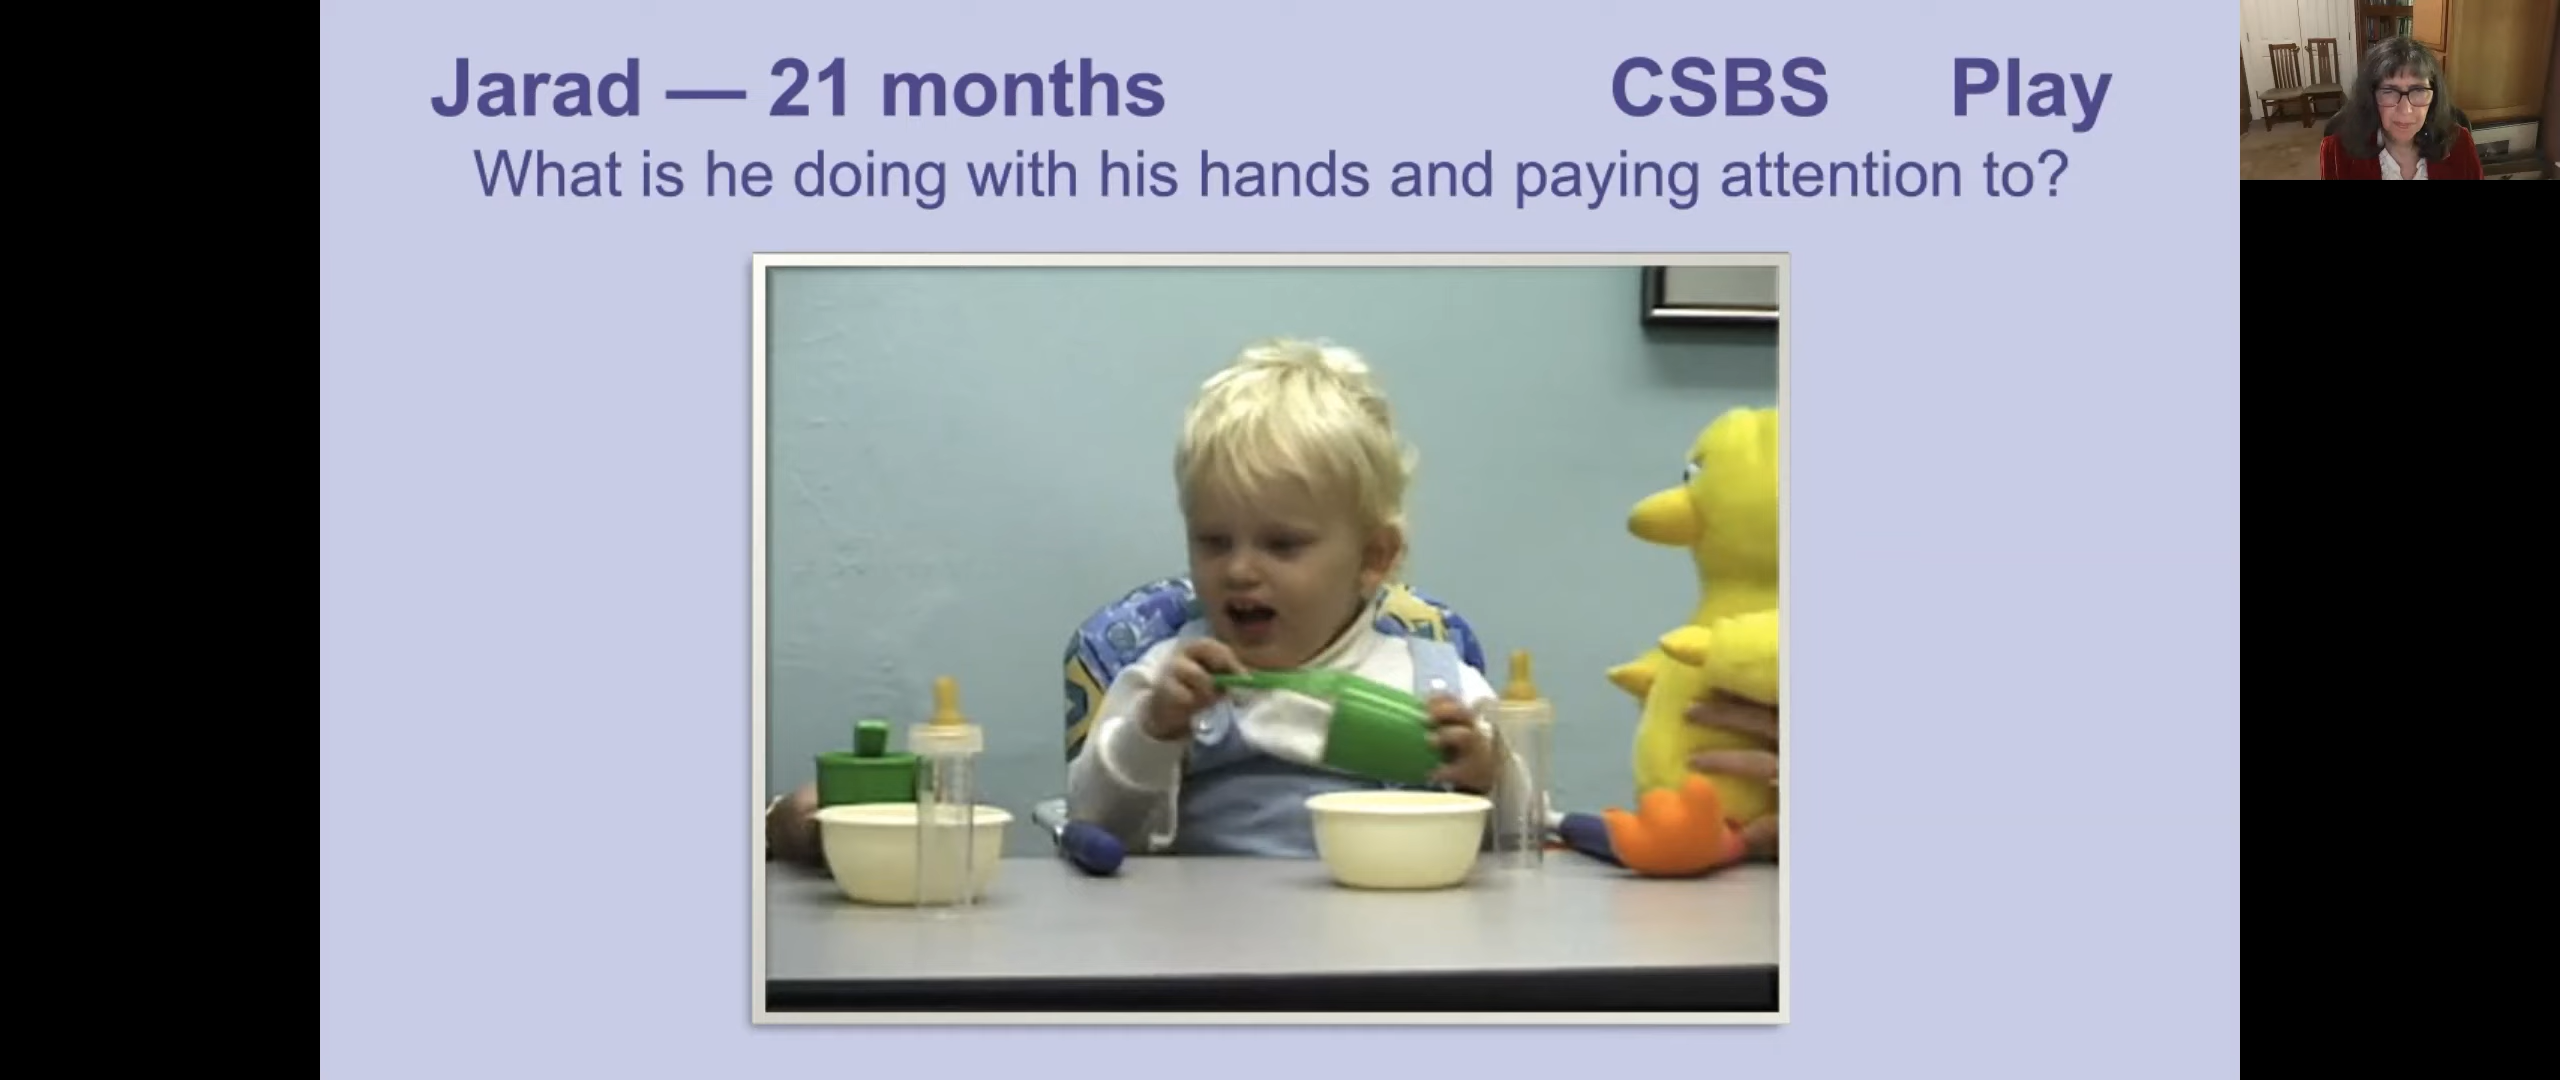 Jarad — 21 months CSBS Play
What is he doing with his hands and paying attention to?